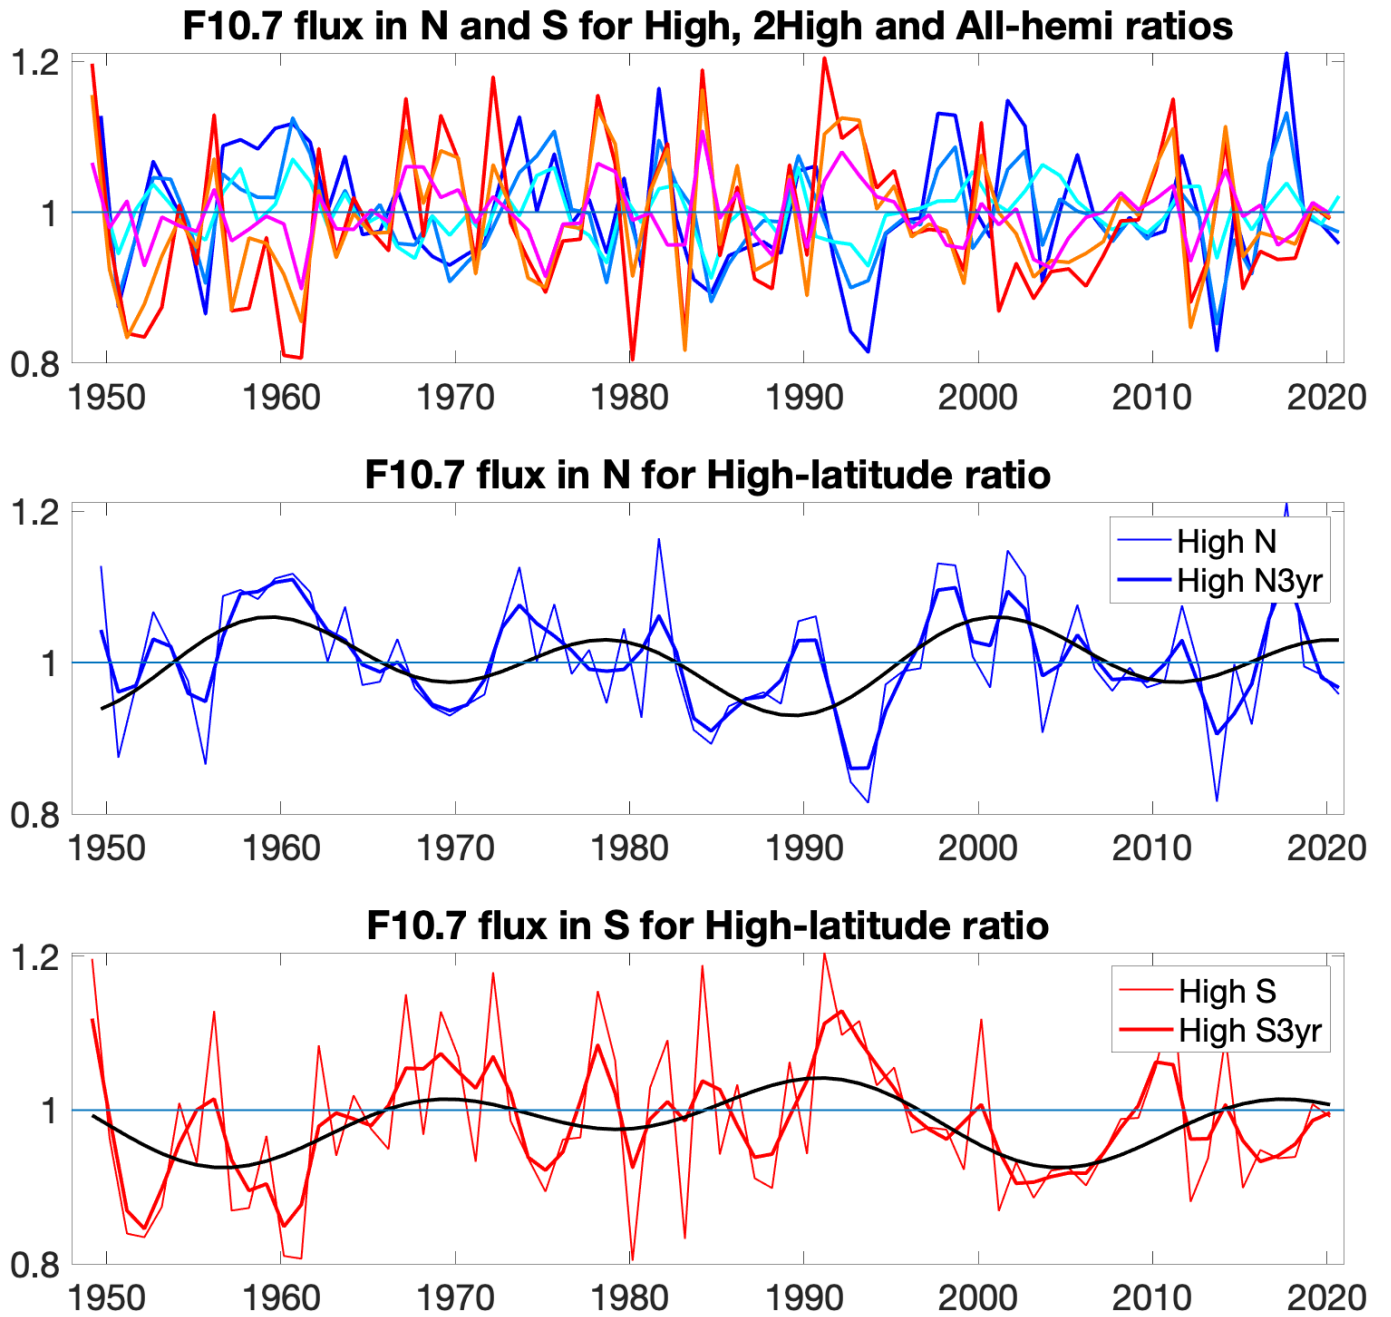 F10.7 flux in N and S for High, 2High and All-hemi ratios
1.2
1
0.8
1950 1960 1970 1980 1990 2000 2010 2020
F10.7 flux in N for High-latitude ratio
1.2
High N
High N3yr
1
0.8
1950 1960 1970 1980 1990 2000 2010 2020
F10.7 flux in S for High-latitude ratio
1.2
High S
High S3yr
1
0.8
1950 1960 1970 1980 1990 2000 2010 2020